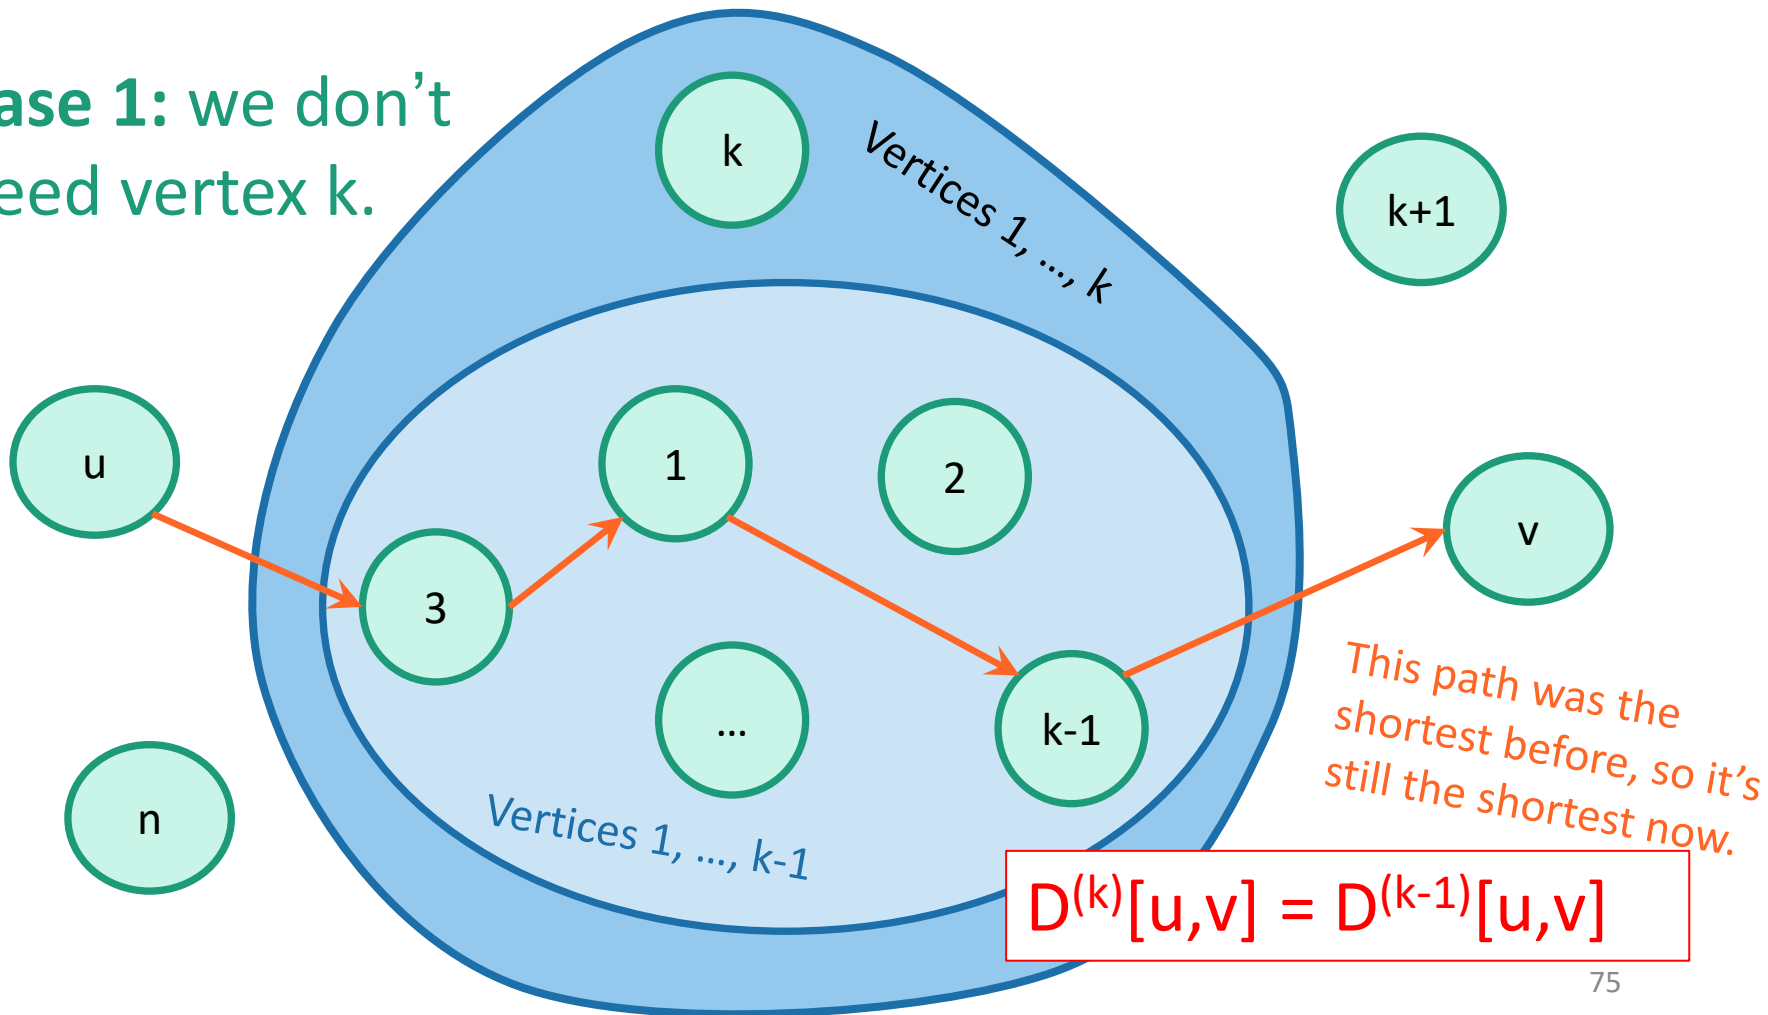 ase 1: we don’t
eed vertex k.
k
Vertices 1, …, k
k+1
u
1
2
v
3
…
k-1
n
Vertices 1, …, k-1
This path was the
shortest before, so it’s
still the shortest now.
D⁽ᵏ⁾[u,v] = D⁽ᵏ⁻¹⁾[u,v]
75